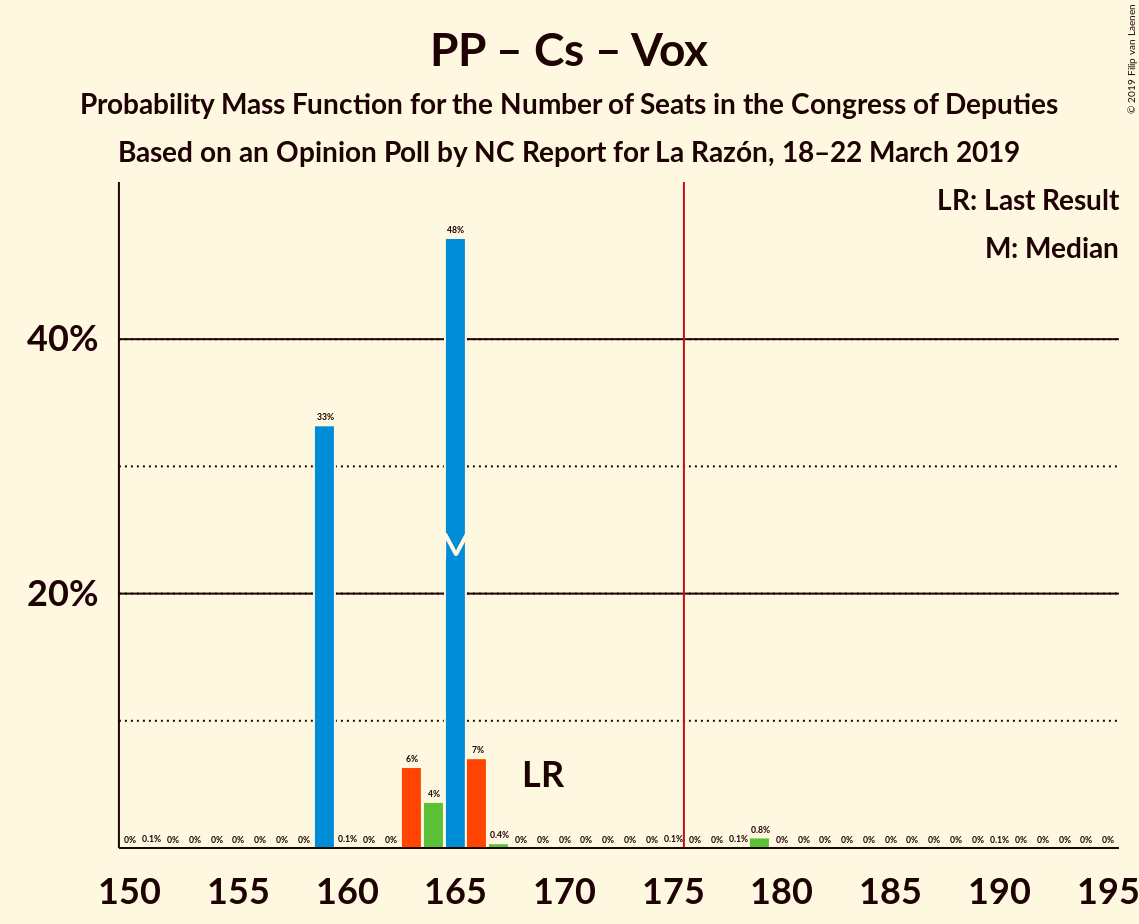 PP – Cs – Vox
Probability Mass Function for the Number of Seats in the Congress of Deputies
Based on an Opinion Poll by NC Report for La Razón, 18–22 March 2019
© 2019 Filip van Laenen
LR: Last Result
M: Median
48%
40%
33%
M
20%
7%
6%
LR
4%
0.8%
0.4%
0% 0.1% 0% 0% 0% 0% 0% 0% 0% 0.1% 0% 0% 0% 0% 0% 0% 0% 0% 0% 0.1% 0% 0% 0.1% 0% 0% 0% 0% 0% 0% 0% 0% 0% 0.1% 0% 0% 0% 0% 0%
150 155 160 165 170 175 180 185 190 195